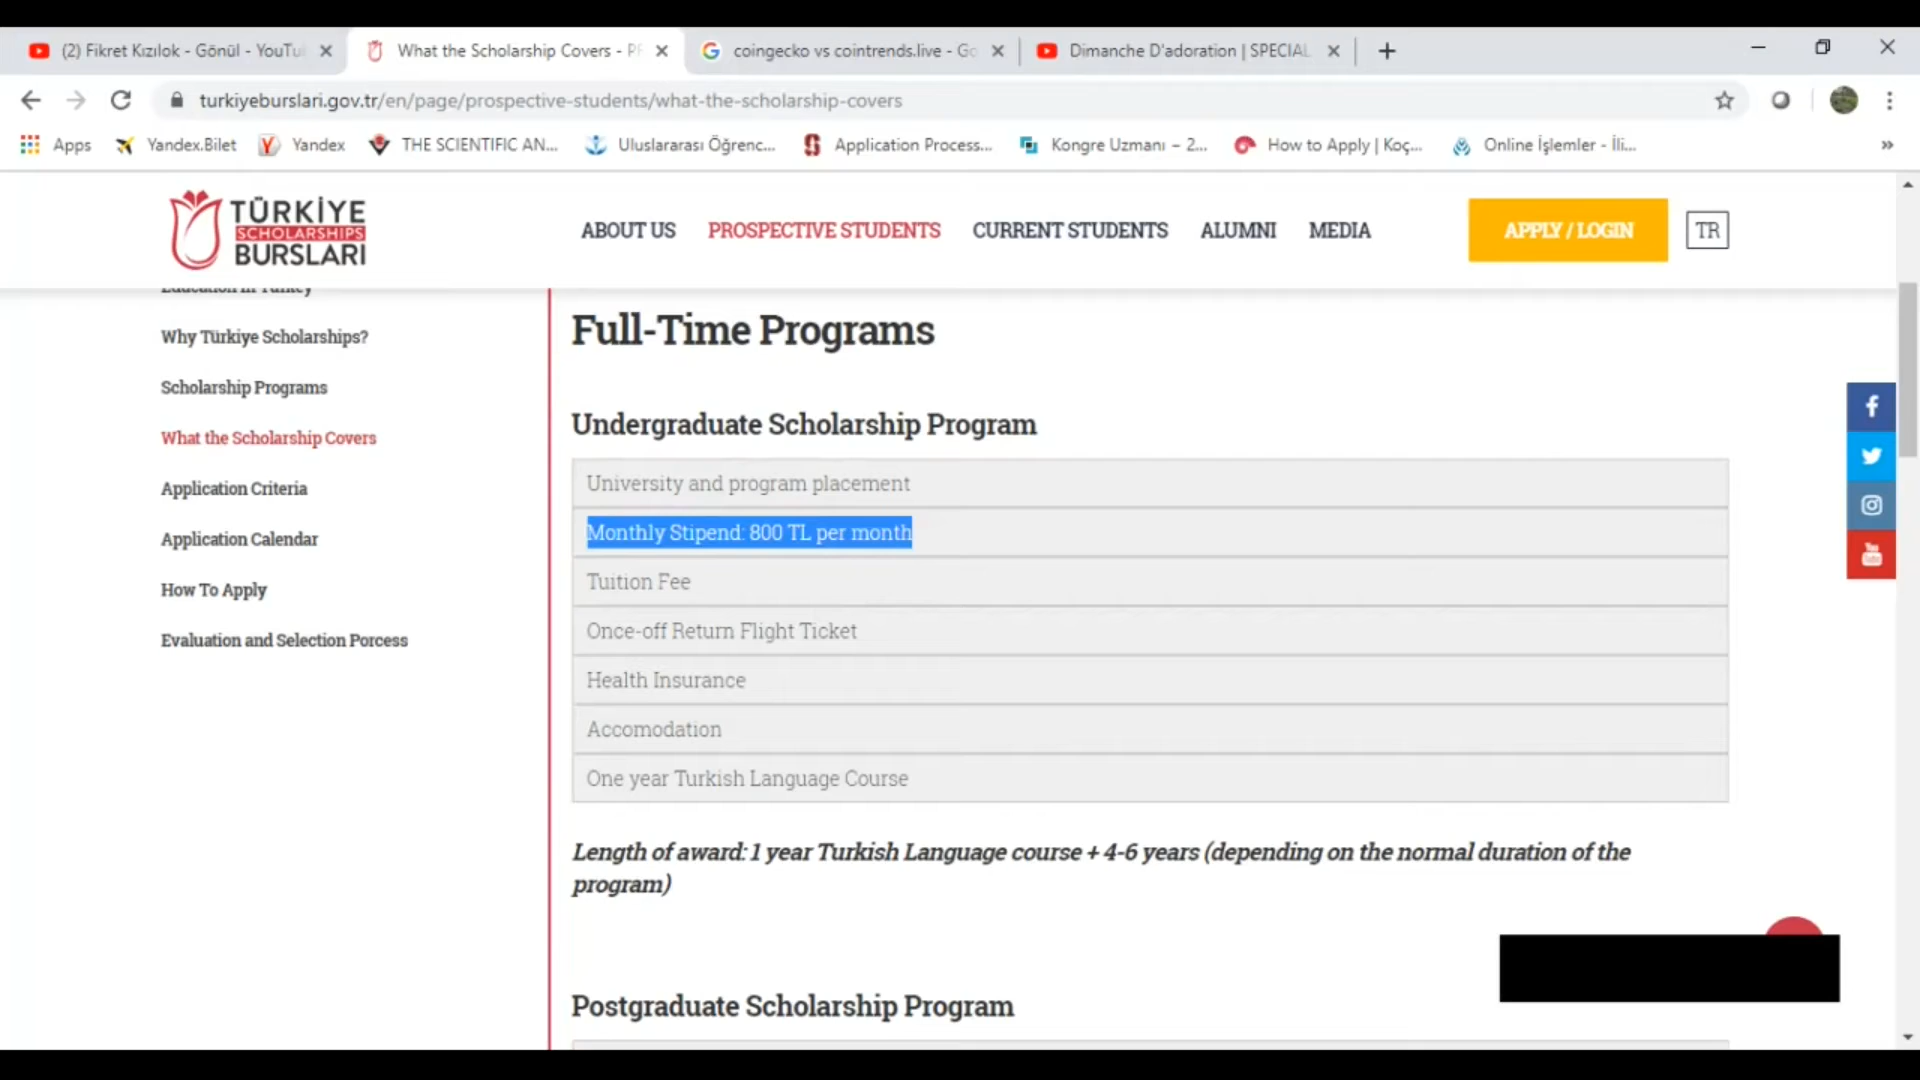 (2) Fikret Kızılok - Gönül - YouTu
What the Scholarship Covers - PR
coingecko vs cointrends.live - Go
Dimanche D'adoration | SPECIAL
turkiyeburslari.gov.tr/en/page/prospective-students/what-the-scholarship-covers
Apps
Yandex.Bilet
Yandex
THE SCIENTIFIC AN...
Uluslararası Öğrenc...
Application Process...
Kongre Uzmanı – 2...
How to Apply | Koç...
Online İşlemler - İli...
»
TÜRKİYE
SCHOLARSHIPS
BURSLARI
ABOUT US
PROSPECTIVE STUDENTS
CURRENT STUDENTS
ALUMNI
MEDIA
APPLY / LOGIN
TR
Education in Turkey
Why Türkiye Scholarships?
Scholarship Programs
What the Scholarship Covers
Application Criteria
Application Calendar
How To Apply
Evaluation and Selection Porcess
Full-Time Programs
Undergraduate Scholarship Program
University and program placement
Monthly Stipend: 800 TL per month
Tuition Fee
Once-off Return Flight Ticket
Health Insurance
Accomodation
One year Turkish Language Course
Length of award: 1 year Turkish Language course + 4-6 years (depending on the normal duration of the
program)
Postgraduate Scholarship Program